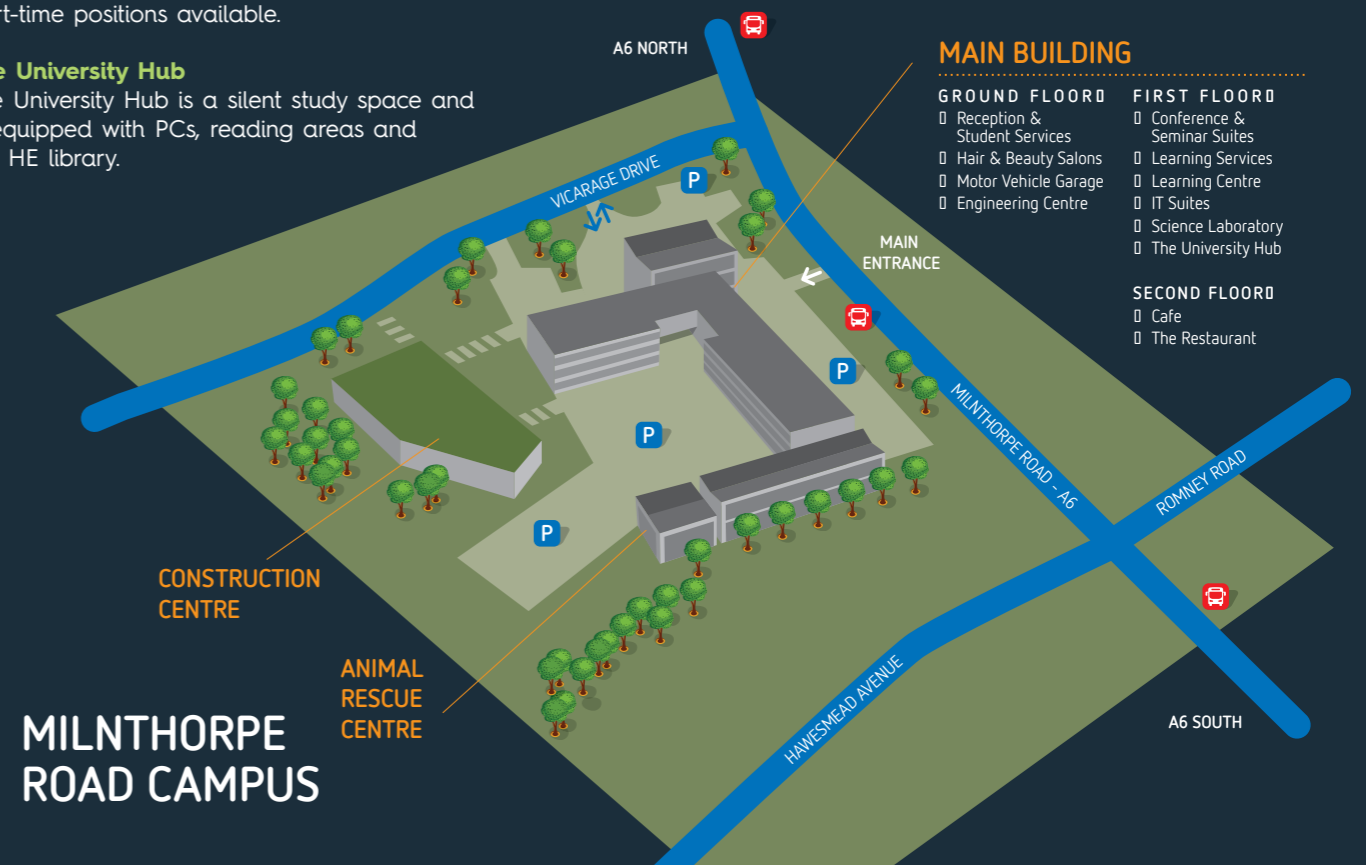 rt-time positions available.
e University Hub
e University Hub is a silent study space and
equipped with PCs, reading areas and
HE library.
A6 NORTH
VICARAGE DRIVE
P
MAIN
ENTRANCE
P
P
P
MILNTHORPE ROAD - A6
ROMNEY ROAD
HAWESMEAD AVENUE
A6 SOUTH
MAIN BUILDING
GROUND FLOOR
Reception &
Student Services
Hair & Beauty Salons
Motor Vehicle Garage
Engineering Centre
FIRST FLOOR
Conference &
Seminar Suites
Learning Services
Learning Centre
IT Suites
Science Laboratory
The University Hub
SECOND FLOOR
Cafe
The Restaurant
CONSTRUCTION
CENTRE
ANIMAL
RESCUE
CENTRE
MILNTHORPE
ROAD CAMPUS